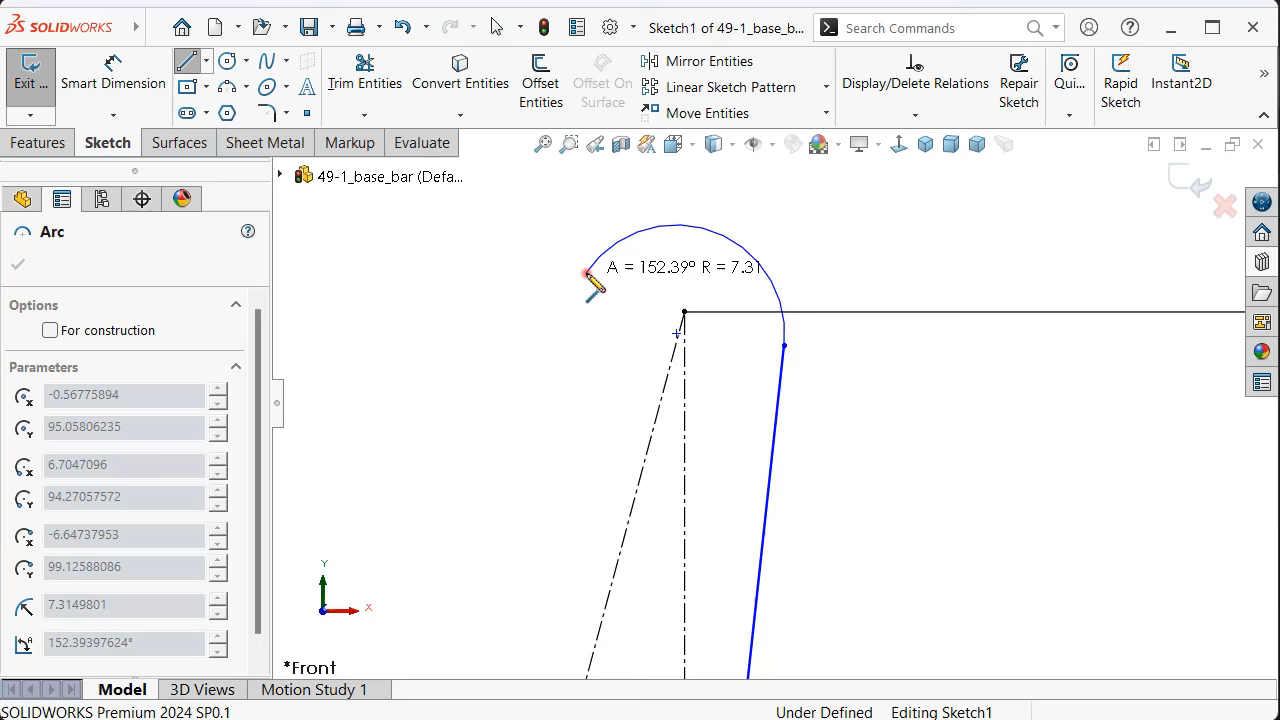 SOLIDWORKS
Sketch1 of 49-1_base_b...
Search Commands
Exit ...
Smart Dimension
Trim Entities
Convert Entities
Offset Entities
Offset On Surface
Mirror Entities
Linear Sketch Pattern
Move Entities
Display/Delete Relations
Repair Sketch
Qui...
Rapid Sketch
Instant2D
Features
Sketch
Surfaces
Sheet Metal
Markup
Evaluate
49-1_base_bar (Defa...
Arc
Options
For construction
Parameters
-0.56775894
95.05806235
6.7047096
94.27057572
-6.64737953
99.12588086
7.3149801
152.39397624°
A = 152.39° R = 7.31
Y
X
*Front
Model
3D Views
Motion Study 1
SOLIDWORKS Premium 2024 SP0.1
Under Defined
Editing Sketch1